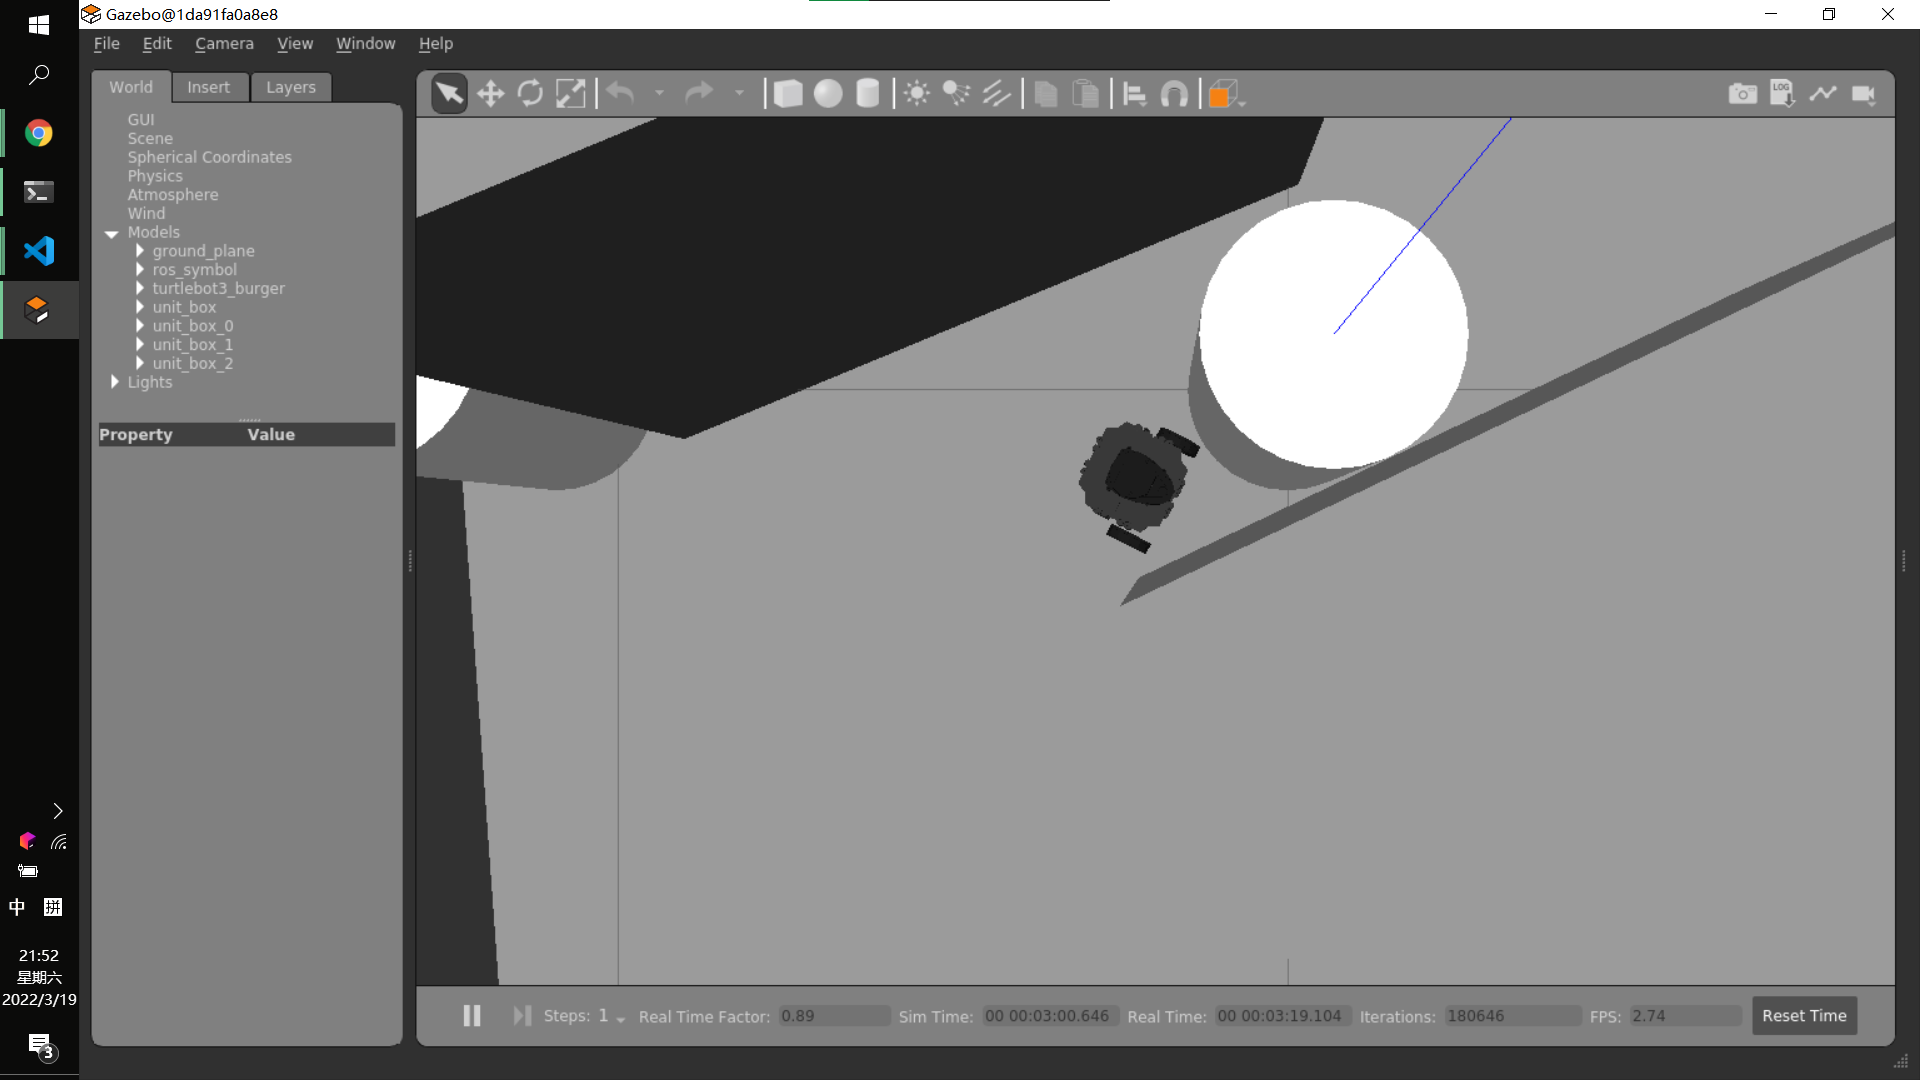 Gazebo@1da91fa0a8e8
File Edit Camera View Window Help
World Insert Layers
GUI
Scene
Spherical Coordinates
Physics
Atmosphere
Wind
Models
ground_plane
ros_symbol
turtlebot3_burger
unit_box
unit_box_0
unit_box_1
unit_box_2
Lights
Property Value
LOG
Steps: 1 Real Time Factor: 0.89 Sim Time: 00 00:03:00.646 Real Time: 00 00:03:19.104 Iterations: 180646 FPS: 2.74 Reset Time
中 拼
21:52
星期六
2022/3/19
3